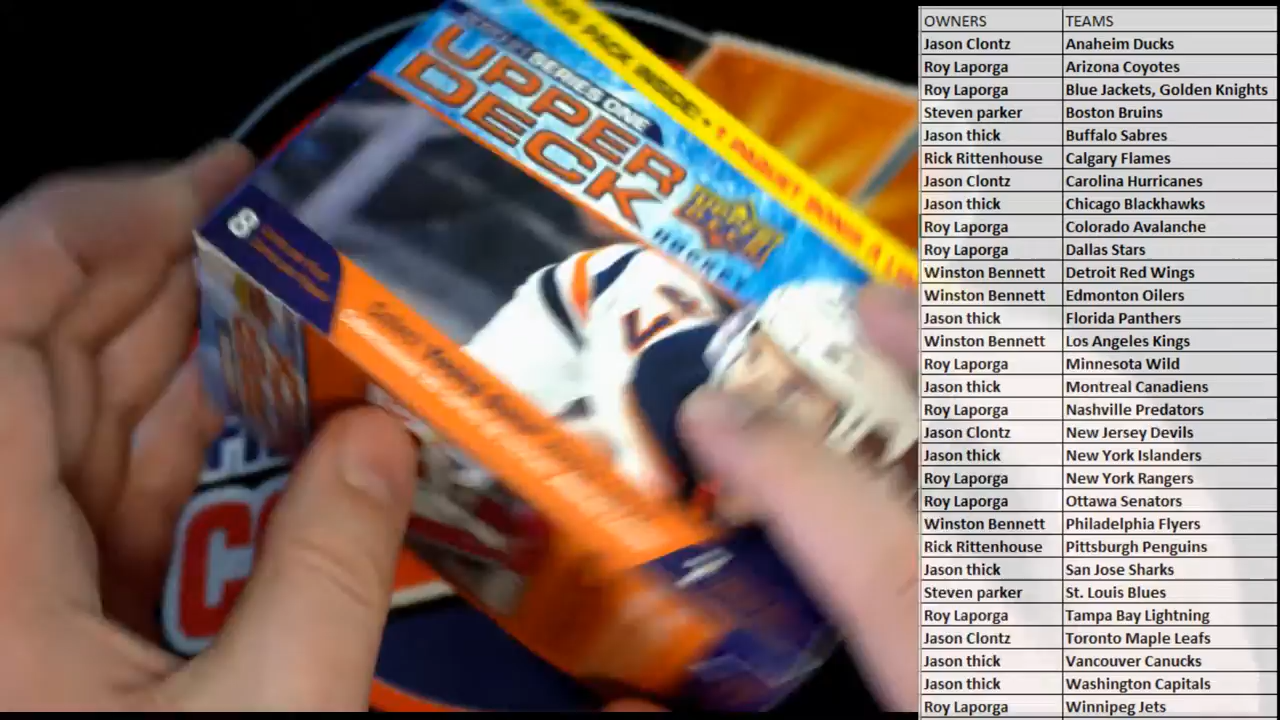 PACK INSIDE • 1
SERIES ONE
UPPER
DECK
8
C
OWNERS TEAMS
Jason Clontz Anaheim Ducks
Roy Laporga Arizona Coyotes
Roy Laporga Blue Jackets, Golden Knights
Steven parker Boston Bruins
Jason thick Buffalo Sabres
Rick Rittenhouse Calgary Flames
Jason Clontz Carolina Hurricanes
Jason thick Chicago Blackhawks
Roy Laporga Colorado Avalanche
Roy Laporga Dallas Stars
Winston Bennett Detroit Red Wings
Winston Bennett Edmonton Oilers
Jason thick Florida Panthers
Winston Bennett Los Angeles Kings
Roy Laporga Minnesota Wild
Jason thick Montreal Canadiens
Roy Laporga Nashville Predators
Jason Clontz New Jersey Devils
Jason thick New York Islanders
Roy Laporga New York Rangers
Roy Laporga Ottawa Senators
Winston Bennett Philadelphia Flyers
Rick Rittenhouse Pittsburgh Penguins
Jason thick San Jose Sharks
Steven parker St. Louis Blues
Roy Laporga Tampa Bay Lightning
Jason Clontz Toronto Maple Leafs
Jason thick Vancouver Canucks
Jason thick Washington Capitals
Roy Laporga Winnipeg Jets